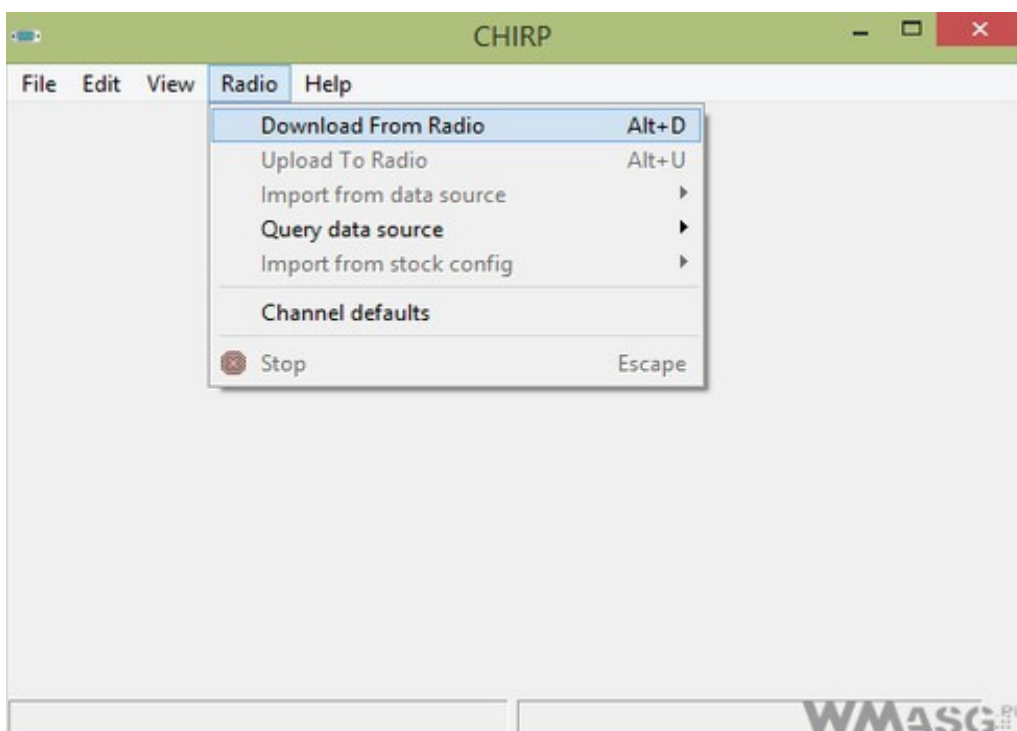 CHIRP
File Edit View Radio Help
Download From Radio Alt+D
Upload To Radio Alt+U
Import from data source
Query data source
Import from stock config
Channel defaults
Stop Escape
WMASG